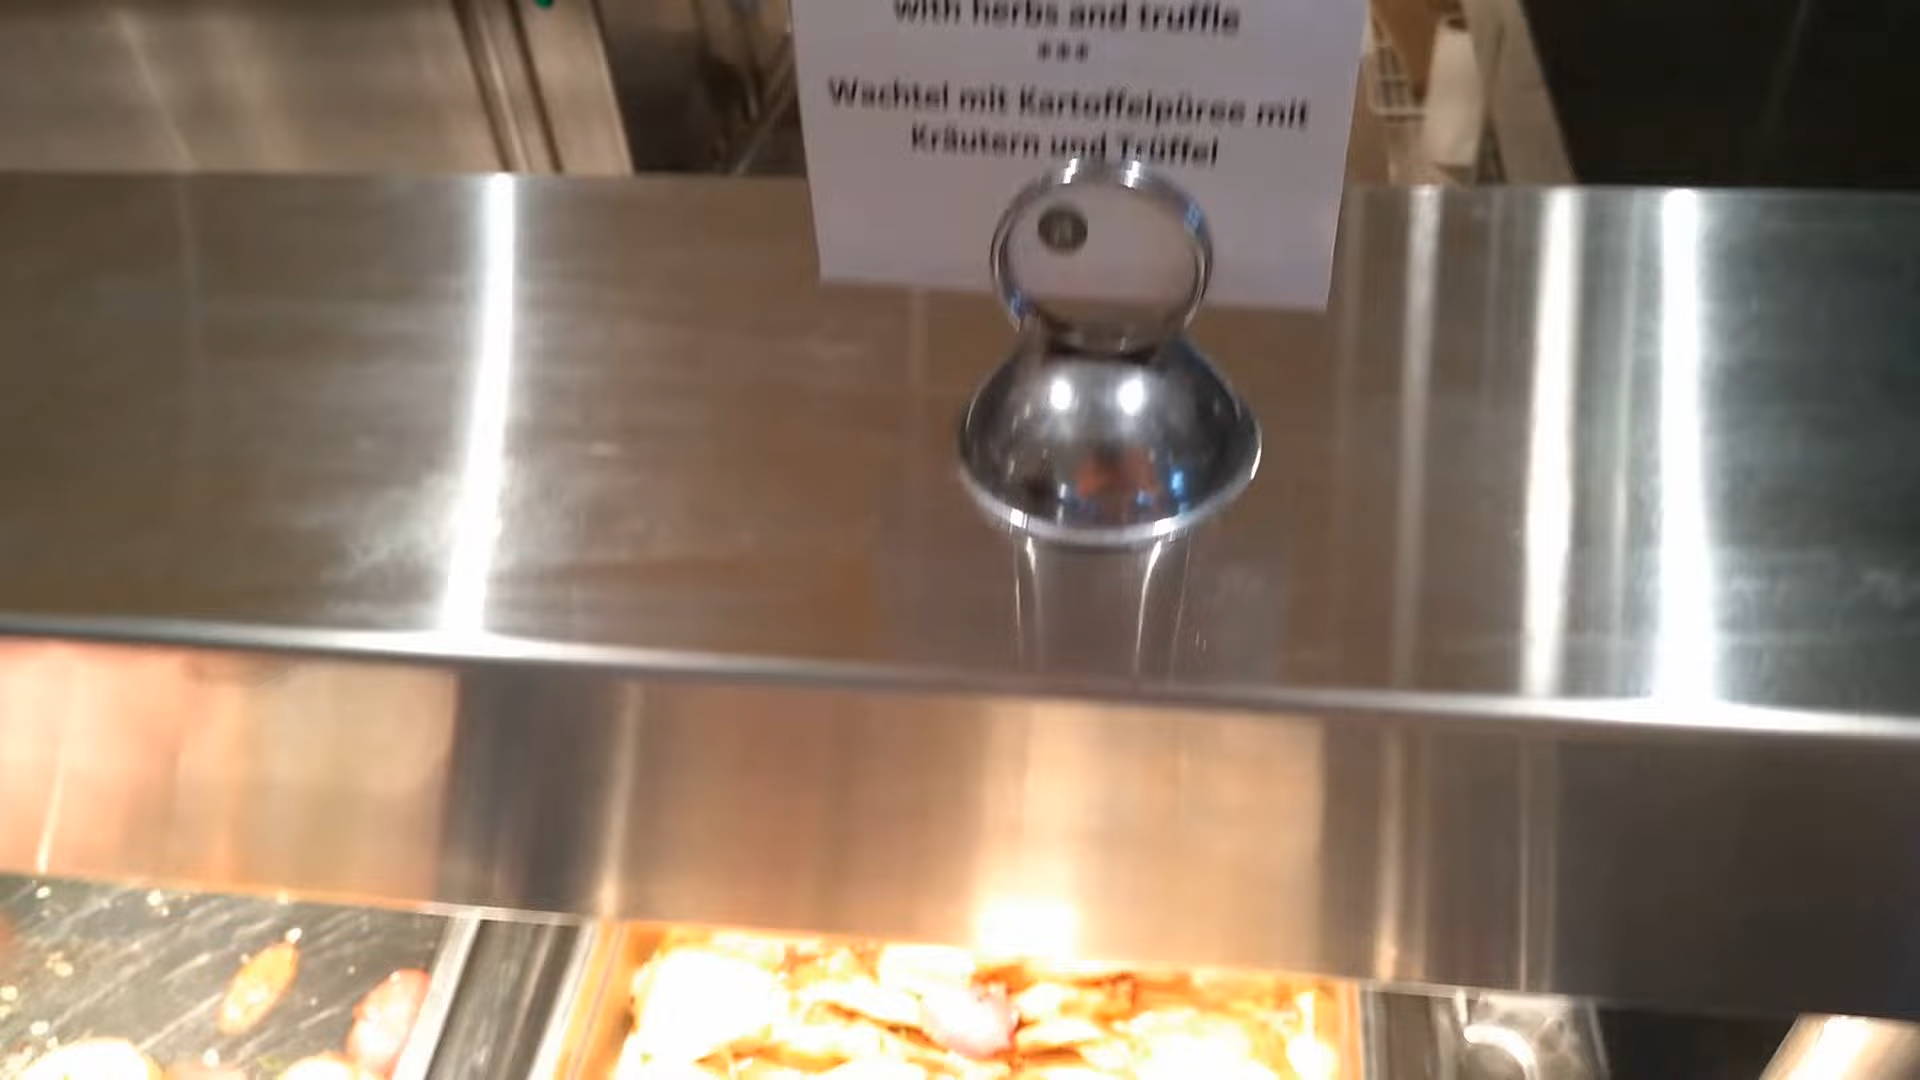 with herbs and truffle
***
Wachtel mit Kartoffelpüree mit
Kräutern und Trüffel